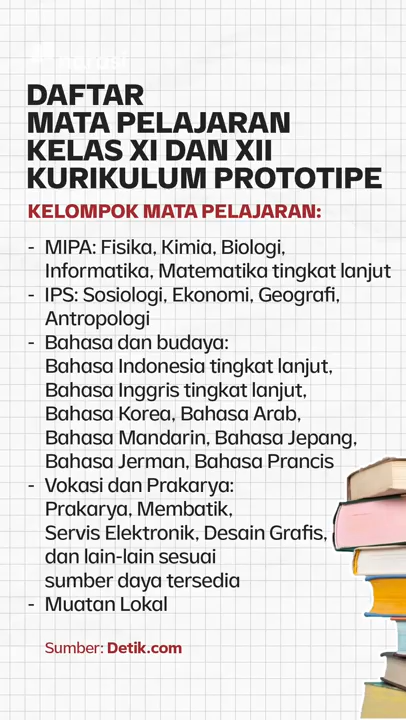 DAFTAR
MATA PELAJARAN
KELAS XI DAN XII
KURIKULUM PROTOTIPE
KELOMPOK MATA PELAJARAN:
- MIPA: Fisika, Kimia, Biologi,
Informatika, Matematika tingkat lanjut
- IPS: Sosiologi, Ekonomi, Geografi,
Antropologi
- Bahasa dan budaya:
Bahasa Indonesia tingkat lanjut,
Bahasa Inggris tingkat lanjut,
Bahasa Korea, Bahasa Arab,
Bahasa Mandarin, Bahasa Jepang,
Bahasa Jerman, Bahasa Prancis
- Vokasi dan Prakarya:
Prakarya, Membatik,
Servis Elektronik, Desain Grafis,
dan lain-lain sesuai
sumber daya tersedia
- Muatan Lokal
Sumber: Detik.com